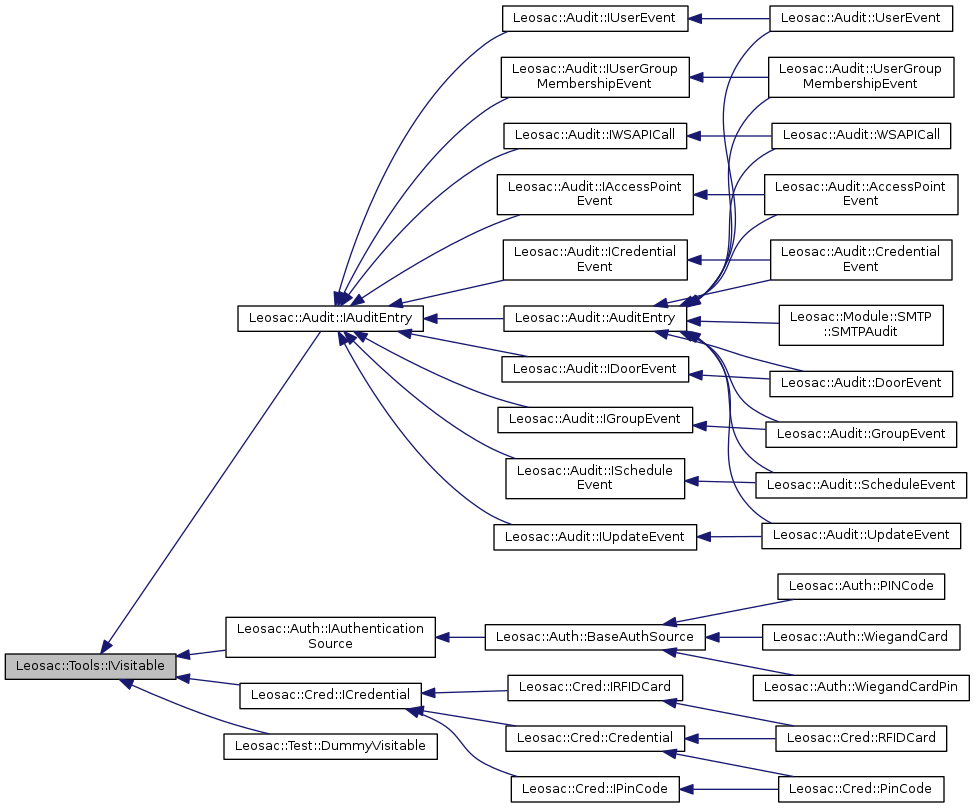 Leosac::Audit::IUserEvent
Leosac::Audit::UserEvent
Leosac::Audit::IUserGroup
MembershipEvent
Leosac::Audit::UserGroup
MembershipEvent
Leosac::Audit::IWSAPICall
Leosac::Audit::WSAPICall
Leosac::Audit::IAccessPoint
Event
Leosac::Audit::AccessPoint
Event
Leosac::Audit::ICredential
Event
Leosac::Audit::Credential
Event
Leosac::Audit::IAuditEntry
Leosac::Audit::AuditEntry
Leosac::Module::SMTP
::SMTPAudit
Leosac::Audit::IDoorEvent
Leosac::Audit::DoorEvent
Leosac::Audit::IGroupEvent
Leosac::Audit::GroupEvent
Leosac::Audit::ISchedule
Event
Leosac::Audit::ScheduleEvent
Leosac::Audit::IUpdateEvent
Leosac::Audit::UpdateEvent
Leosac::Auth::PINCode
Leosac::Auth::IAuthentication
Source
Leosac::Auth::BaseAuthSource
Leosac::Auth::WiegandCard
Leosac::Tools::IVisitable
Leosac::Auth::WiegandCardPin
Leosac::Cred::ICredential
Leosac::Cred::IRFIDCard
Leosac::Cred::Credential
Leosac::Cred::RFIDCard
Leosac::Test::DummyVisitable
Leosac::Cred::IPinCode
Leosac::Cred::PinCode